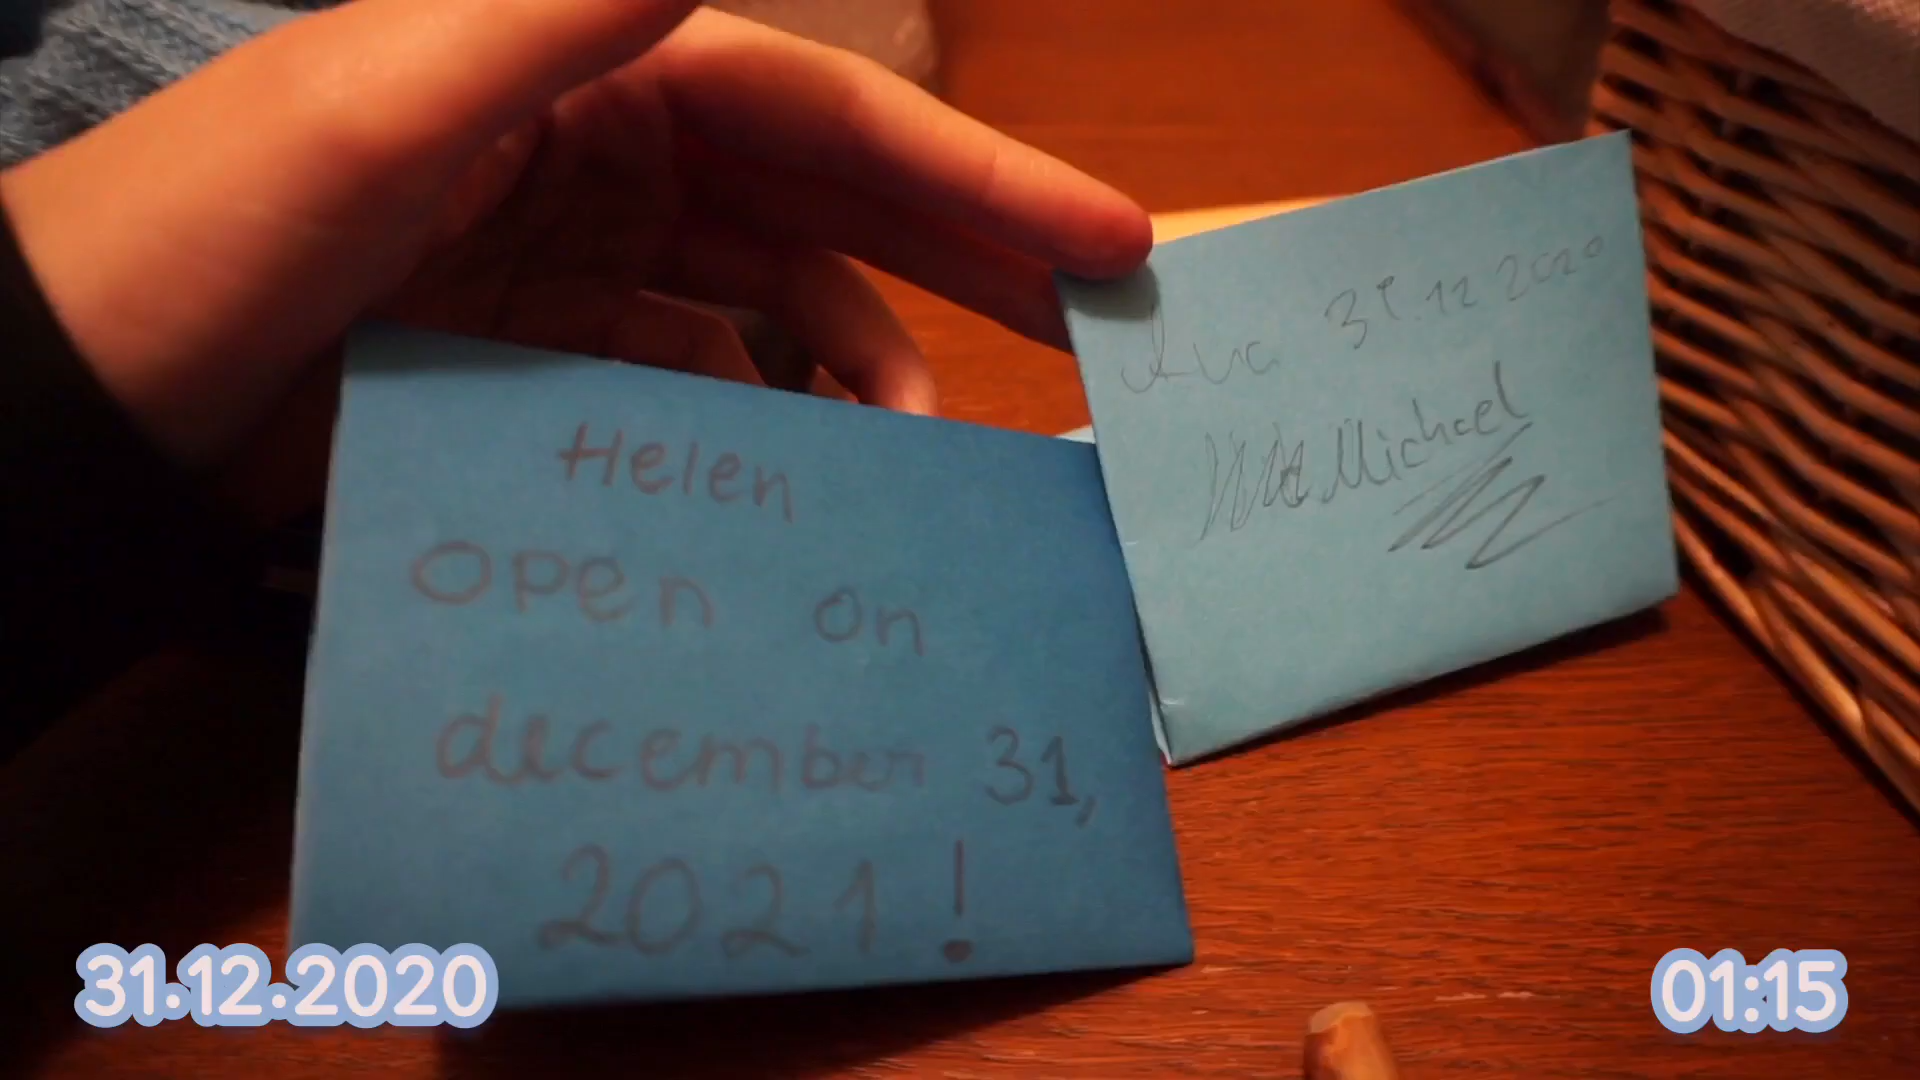 Helen
open on
december 31,
2021!
31.12 2020
Michael
31.12.2020
01:15